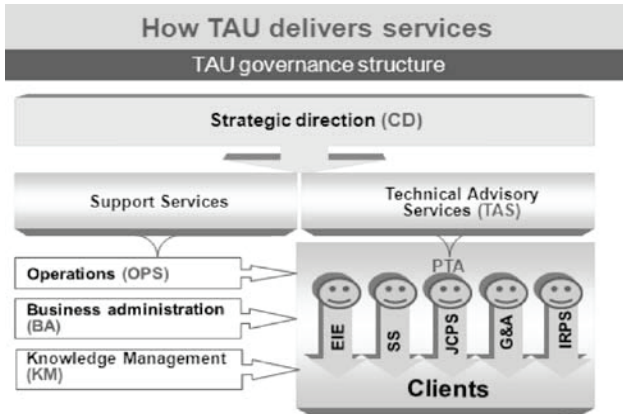 How TAU delivers services
TAU governance structure
Strategic direction (CD)
Support Services
Technical Advisory
Services (TAS)
Operations (OPS)
Business administration
(BA)
Knowledge Management
(KM)
PTA
EIE
SS
JCPS
G&A
IRPS
Clients